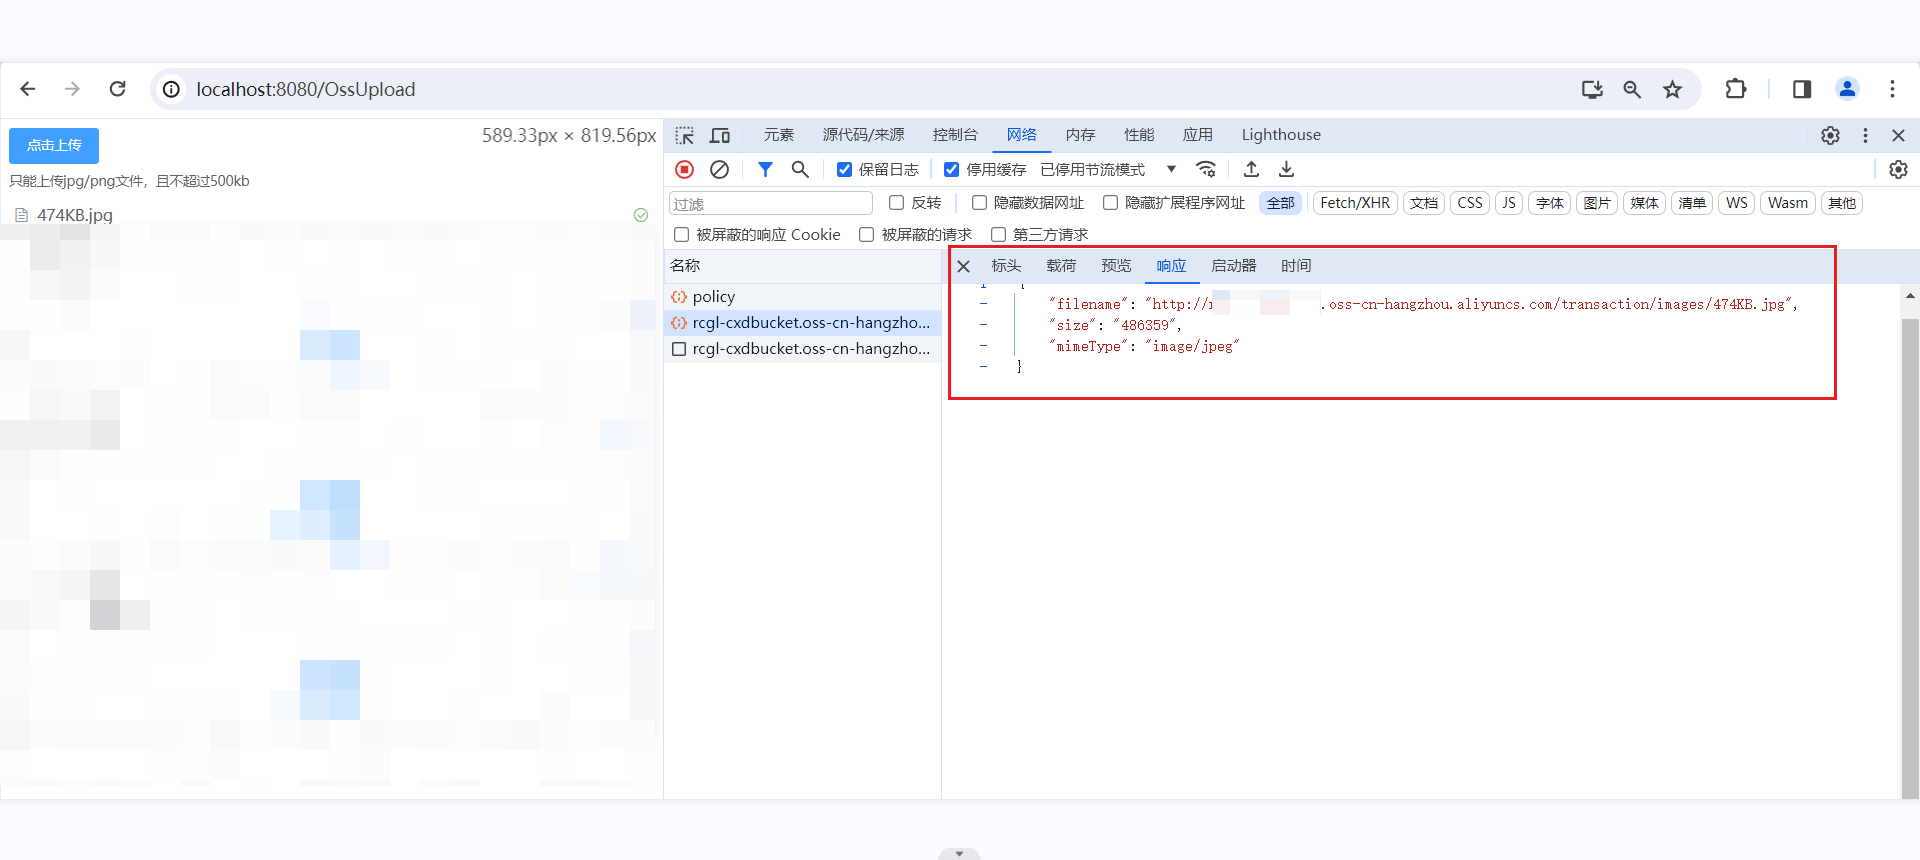 localhost:8080/OssUpload
点击上传
589.33px × 819.56px
只能上传jpg/png文件，且不超过500kb
474KB.jpg
元素 源代码/来源 控制台 网络 内存 性能 应用 Lighthouse
保留日志 停用缓存 已停用节流模式
过滤 反转 隐藏数据网址 隐藏扩展程序网址 全部 Fetch/XHR 文档 CSS JS 字体 图片 媒体 清单 WS Wasm 其他
被屏蔽的响应 Cookie 被屏蔽的请求 第三方请求
名称
policy
rcgl-cxdbucket.oss-cn-hangzho...
rcgl-cxdbucket.oss-cn-hangzho...
标头 载荷 预览 响应 启动器 时间
"filename": "http:// .oss-cn-hangzhou.aliyuncs.com/transaction/images/474KB.jpg",
"size": "486359",
"mimeType": "image/jpeg"
}